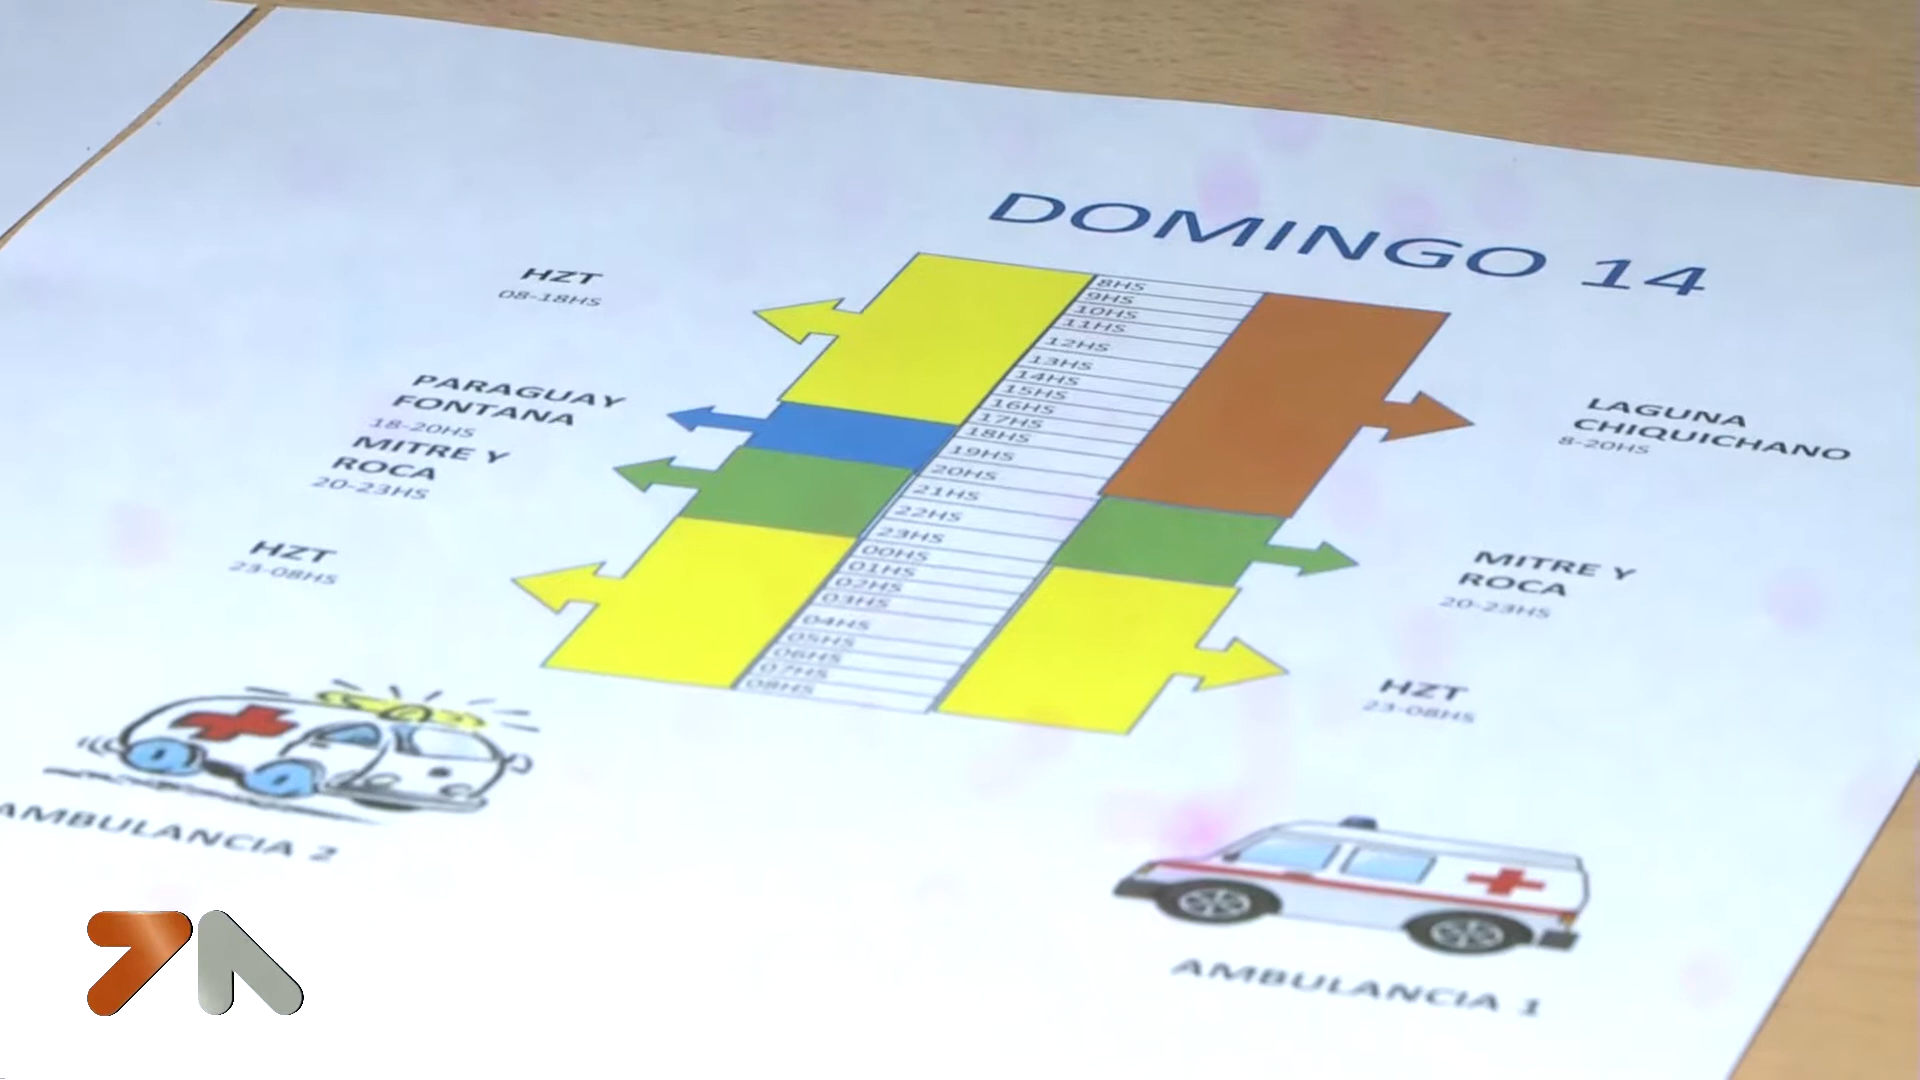 DOMINGO 14
HZT
08-18HS
PARAGUAY
FONTANA
18-20HS
MITRE Y
ROCA
20-23HS
HZT
23-08HS
8HS
9HS
10HS
11HS
12HS
13HS
14HS
15HS
16HS
17HS
18HS
19HS
20HS
21HS
22HS
23HS
00HS
01HS
02HS
03HS
04HS
05HS
06HS
07HS
08HS
LAGUNA
CHIQUICHANO
8-20HS
MITRE Y
ROCA
20-23HS
HZT
23-08HS
AMBULANCIA 2
AMBULANCIA 1